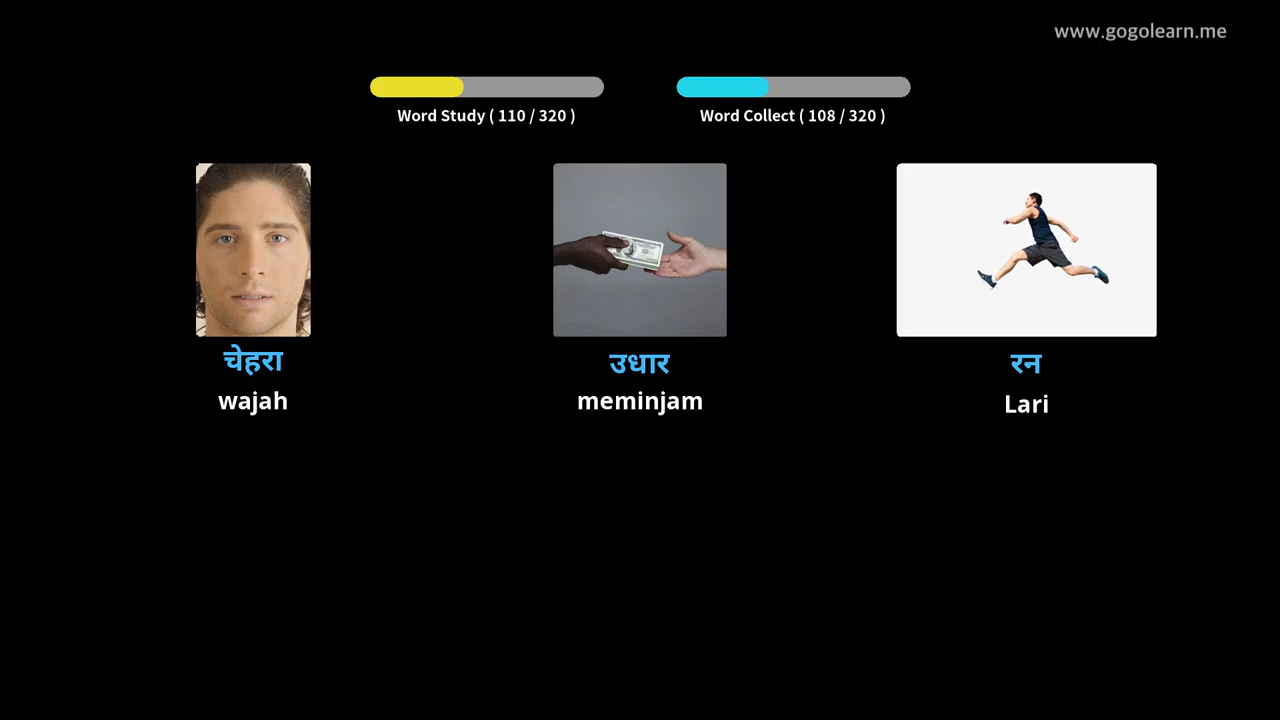 www.gogolearn.me
Word Study ( 110 / 320 )
Word Collect ( 108 / 320 )
चेहरा
उधार
रन
wajah
meminjam
Lari